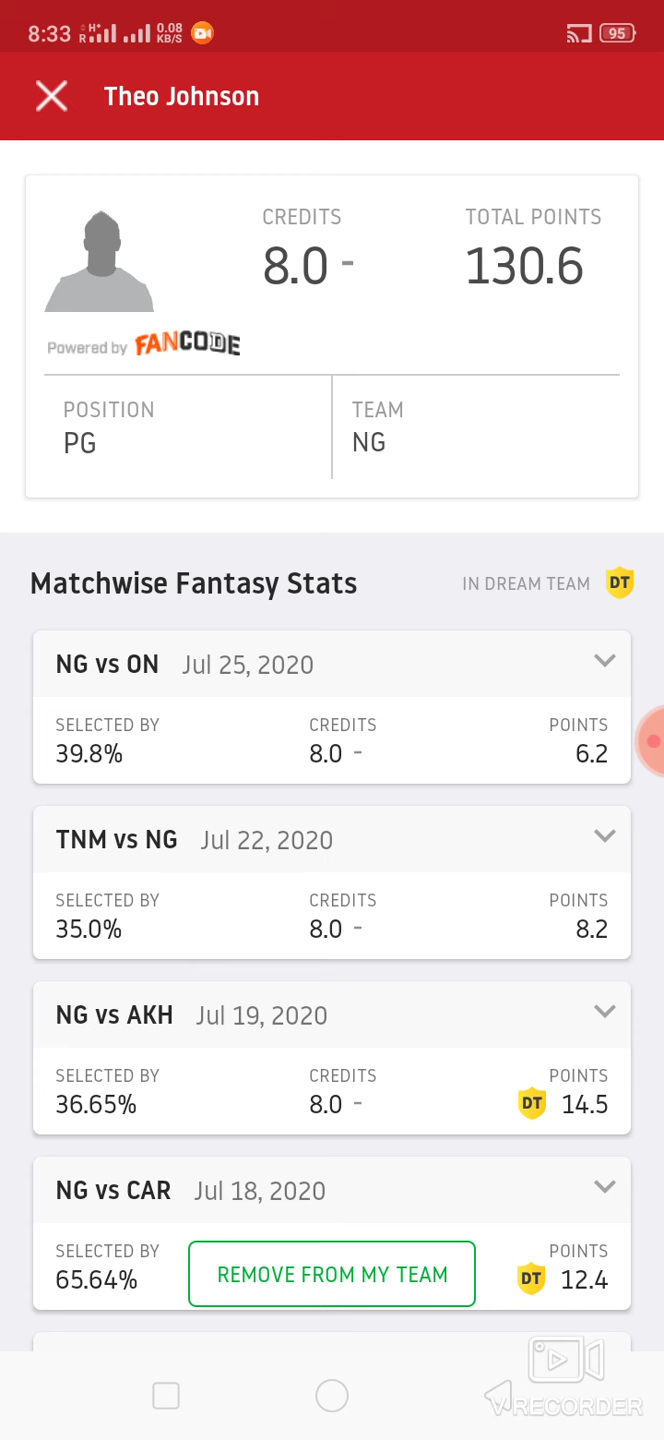 8:33 R H+ 0.08 KB/S 95
Theo Johnson
CREDITS TOTAL POINTS
8.0 - 130.6
Powered by FANCODE
POSITION TEAM
PG NG
Matchwise Fantasy Stats IN DREAM TEAM DT
NG vs ON Jul 25, 2020
SELECTED BY CREDITS POINTS
39.8% 8.0 - 6.2
TNM vs NG Jul 22, 2020
SELECTED BY CREDITS POINTS
35.0% 8.0 - 8.2
NG vs AKH Jul 19, 2020
SELECTED BY CREDITS POINTS
36.65% 8.0 - DT 14.5
NG vs CAR Jul 18, 2020
SELECTED BY POINTS
65.64% REMOVE FROM MY TEAM DT 12.4
V RECORDER